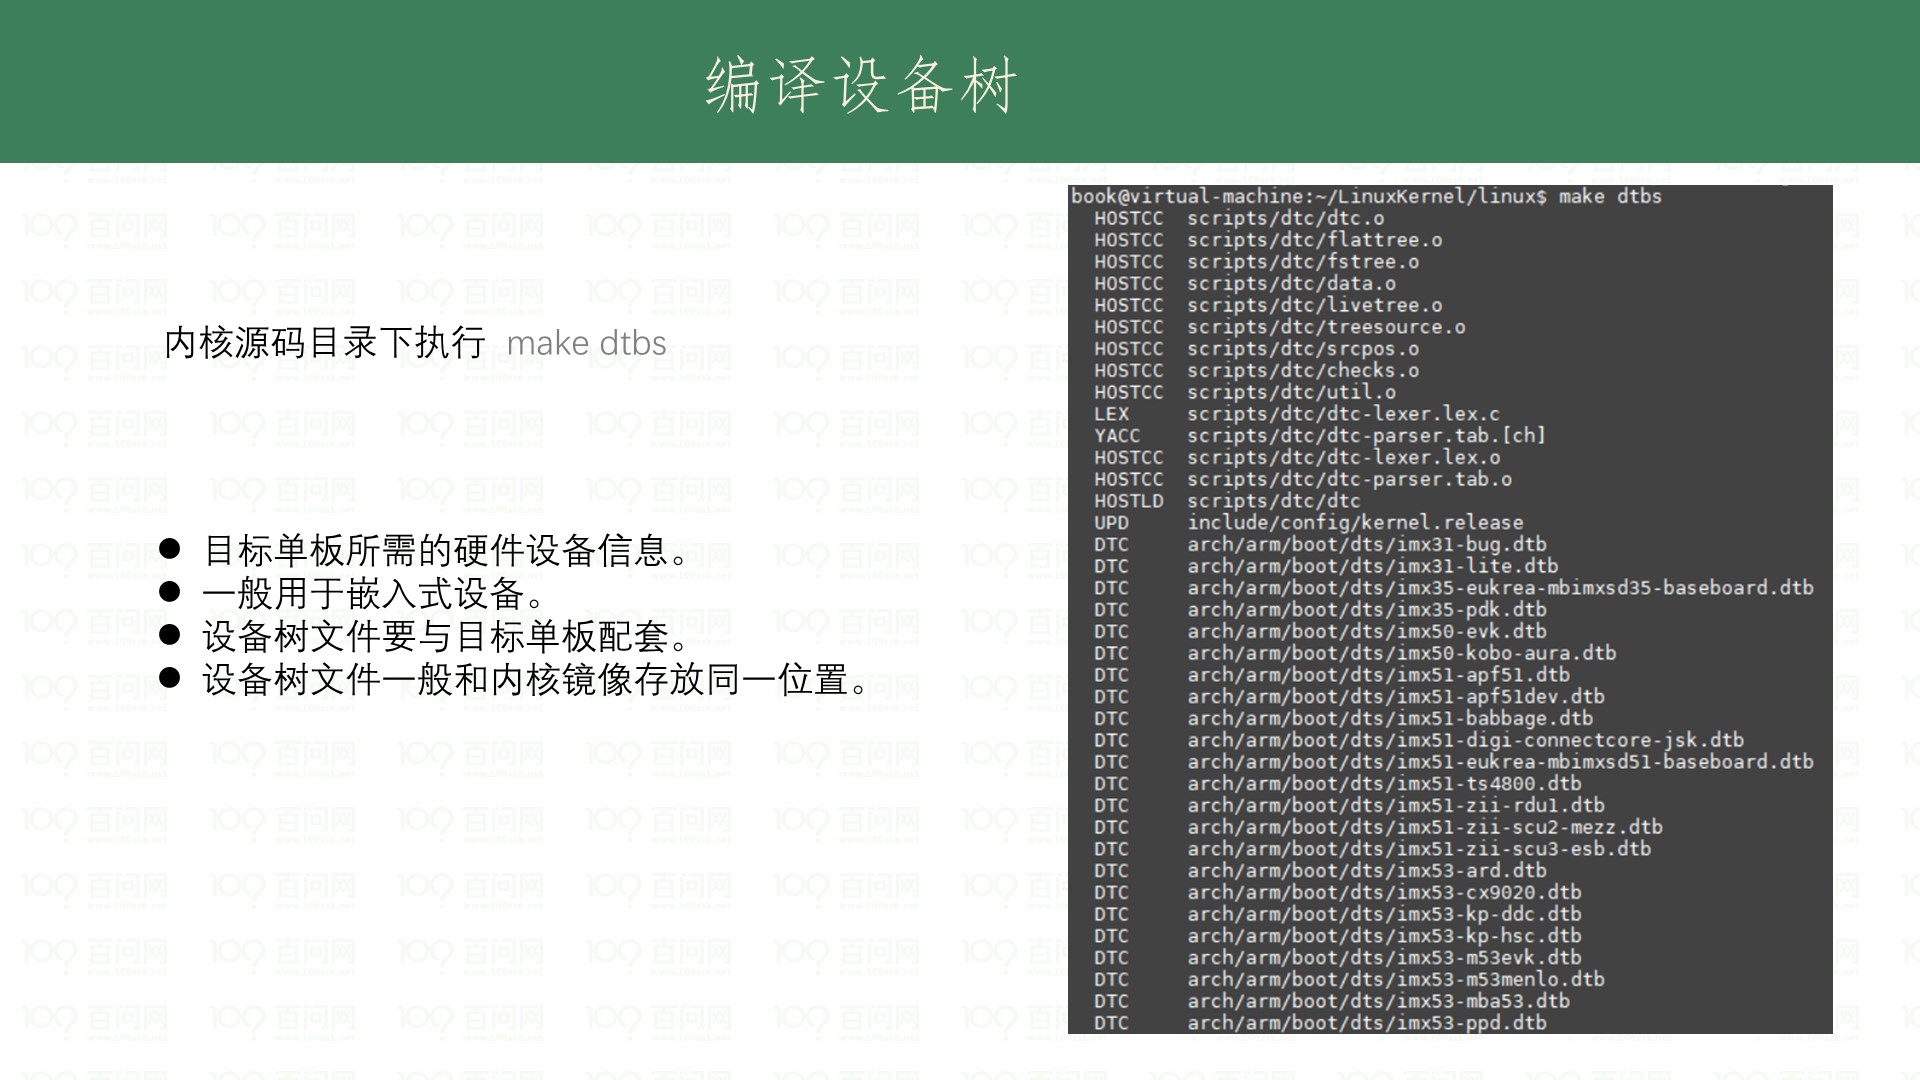 编译设备树
内核源码目录下执行 make dtbs
● 目标单板所需的硬件设备信息。
● 一般用于嵌入式设备。
● 设备树文件要与目标单板配套。
● 设备树文件一般和内核镜像存放同一位置。
book@virtual-machine:~/LinuxKernel/linux$ make dtbs
HOSTCC scripts/dtc/dtc.o
HOSTCC scripts/dtc/flattree.o
HOSTCC scripts/dtc/fstree.o
HOSTCC scripts/dtc/data.o
HOSTCC scripts/dtc/livetree.o
HOSTCC scripts/dtc/treesource.o
HOSTCC scripts/dtc/srcpos.o
HOSTCC scripts/dtc/checks.o
HOSTCC scripts/dtc/util.o
LEX scripts/dtc/dtc-lexer.lex.c
YACC scripts/dtc/dtc-parser.tab.[ch]
HOSTCC scripts/dtc/dtc-lexer.lex.o
HOSTCC scripts/dtc/dtc-parser.tab.o
HOSTLD scripts/dtc/dtc
UPD include/config/kernel.release
DTC arch/arm/boot/dts/imx31-bug.dtb
DTC arch/arm/boot/dts/imx31-lite.dtb
DTC arch/arm/boot/dts/imx35-eukrea-mbimxsd35-baseboard.dtb
DTC arch/arm/boot/dts/imx35-pdk.dtb
DTC arch/arm/boot/dts/imx50-evk.dtb
DTC arch/arm/boot/dts/imx50-kobo-aura.dtb
DTC arch/arm/boot/dts/imx51-apf51.dtb
DTC arch/arm/boot/dts/imx51-apf51dev.dtb
DTC arch/arm/boot/dts/imx51-babbage.dtb
DTC arch/arm/boot/dts/imx51-digi-connectcore-jsk.dtb
DTC arch/arm/boot/dts/imx51-eukrea-mbimxsd51-baseboard.dtb
DTC arch/arm/boot/dts/imx51-ts4800.dtb
DTC arch/arm/boot/dts/imx51-zii-rdu1.dtb
DTC arch/arm/boot/dts/imx51-zii-scu2-mezz.dtb
DTC arch/arm/boot/dts/imx51-zii-scu3-esb.dtb
DTC arch/arm/boot/dts/imx53-ard.dtb
DTC arch/arm/boot/dts/imx53-cx9020.dtb
DTC arch/arm/boot/dts/imx53-kp-ddc.dtb
DTC arch/arm/boot/dts/imx53-kp-hsc.dtb
DTC arch/arm/boot/dts/imx53-m53evk.dtb
DTC arch/arm/boot/dts/imx53-m53menlo.dtb
DTC arch/arm/boot/dts/imx53-mba53.dtb
DTC arch/arm/boot/dts/imx53-ppd.dtb